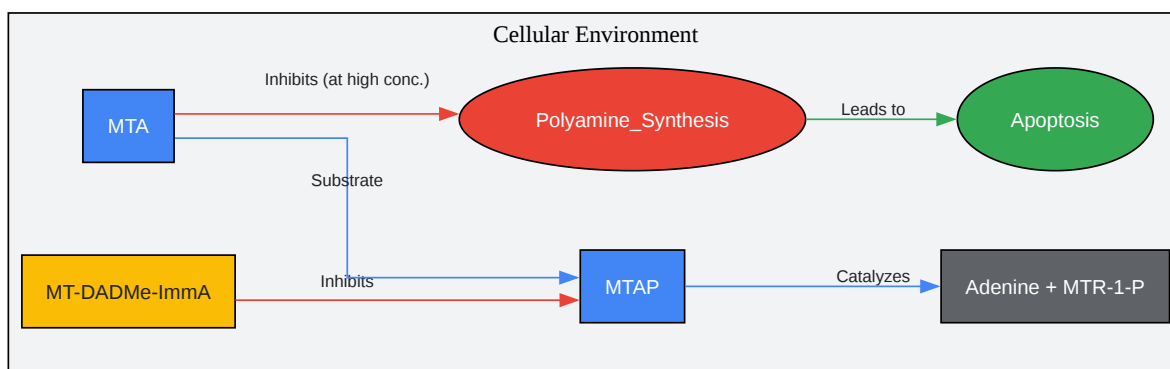 Cellular Environment
Inhibits (at high conc.)
MTA
Polyamine_Synthesis
Leads to
Apoptosis
Substrate
MT-DADMe-ImmA
Inhibits
MTAP
Catalyzes
Adenine + MTR-1-P